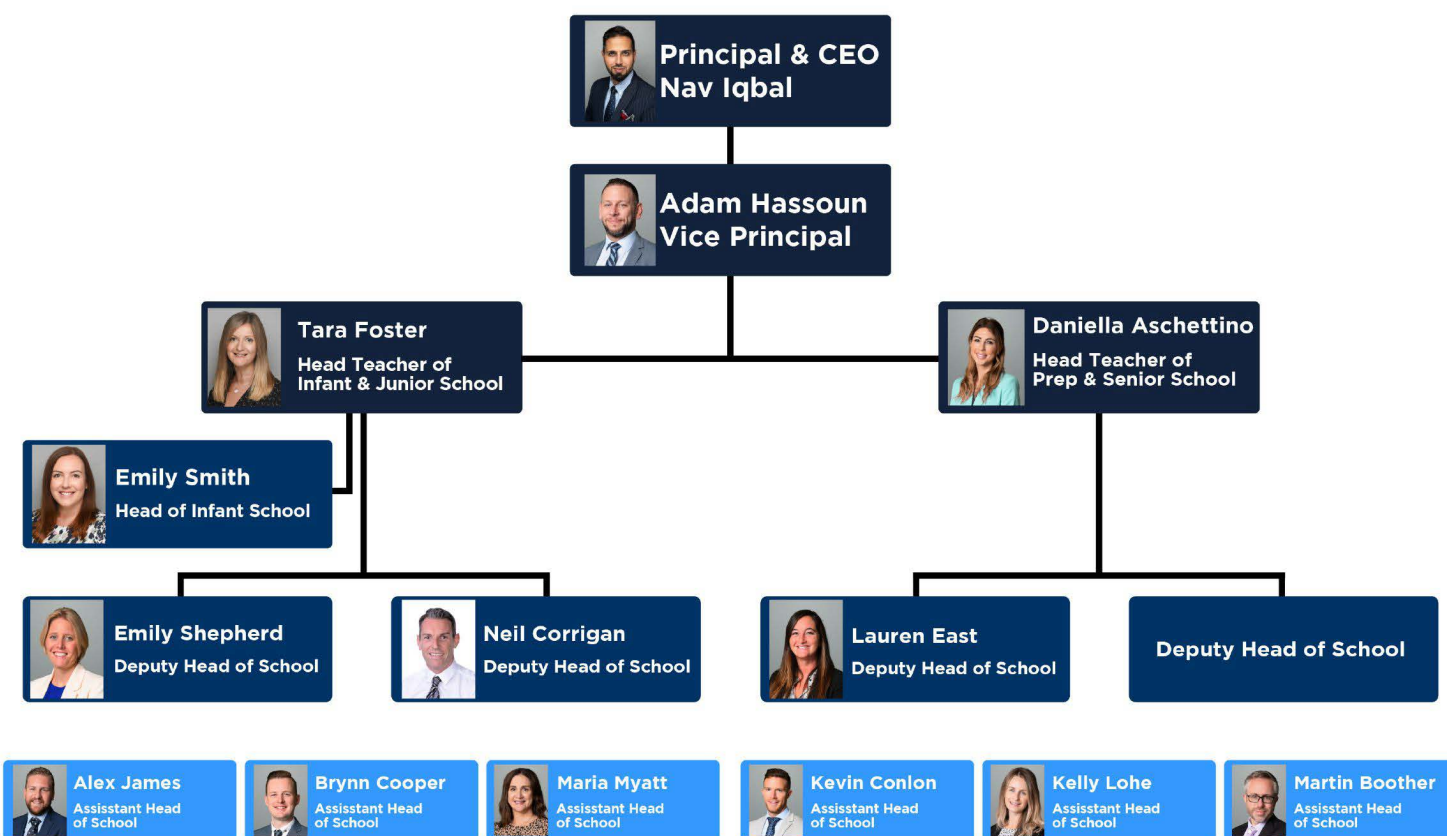 Principal & CEO
Nav Iqbal
Adam Hassoun
Vice Principal
Tara Foster
Head Teacher of
Infant & Junior School
Daniella Aschettino
Head Teacher of
Prep & Senior School
Emily Smith
Head of Infant School
Emily Shepherd
Deputy Head of School
Neil Corrigan
Deputy Head of School
Lauren East
Deputy Head of School
Deputy Head of School
Alex James
Assisstant Head
of School
Brynn Cooper
Assisstant Head
of School
Maria Myatt
Assisstant Head
of School
Kevin Conlon
Assisstant Head
of School
Kelly Lohe
Assisstant Head
of School
Martin Boother
Assisstant Head
of School